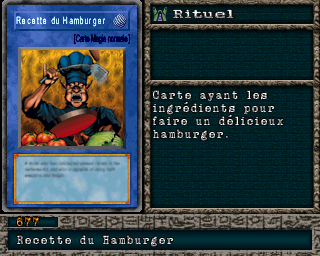 Recette du Hamburger
[Carte Magie normale]
Rituel
Carte ayant les
ingrédients pour
faire un délicieux
hamburger.
677
Recette du Hamburger